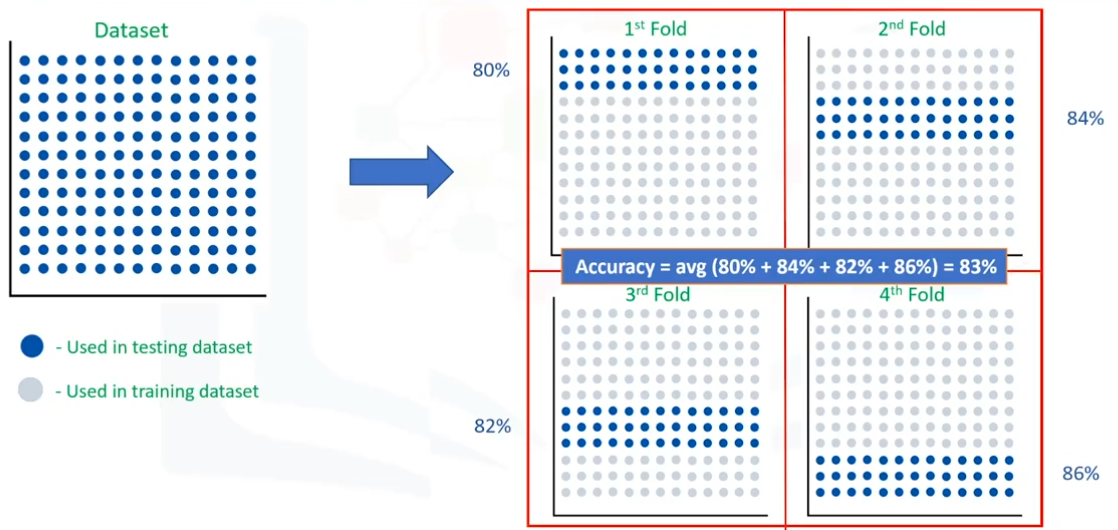 Dataset
- Used in testing dataset
- Used in training dataset
1st Fold
80%
2nd Fold
84%
Accuracy = avg (80% + 84% + 82% + 86%) = 83%
3rd Fold
82%
4th Fold
86%